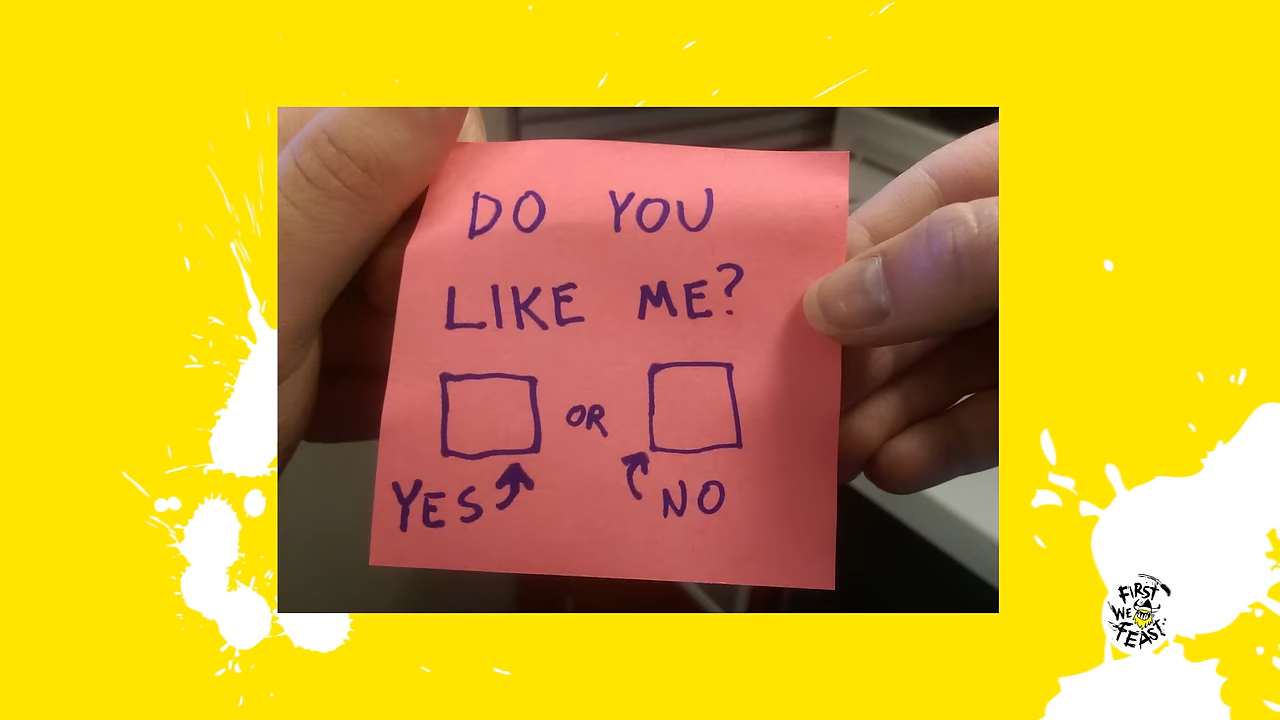 DO YOU
LIKE ME?
OR
YES NO
FIRST
WE
FEAST